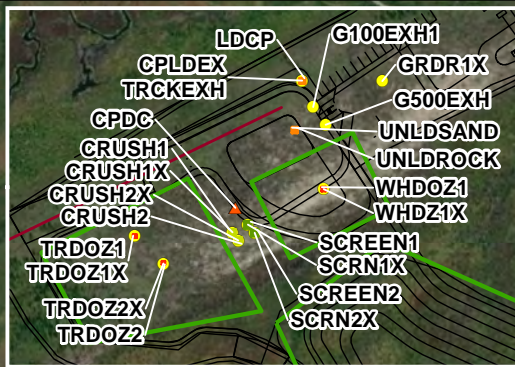 LDCP
G100EXH1
CPLDEX
GRDR1X
TRCKEXH
G500EXH
CPDC
UNLDSAND
CRUSH1
UNLDROCK
CRUSH1X
CRUSH2X
WHDOZ1
CRUSH2
WHDZ1X
TRDOZ1
SCREEN1
TRDOZ1X
SCRN1X
SCREEN2
TRDOZ2X
SCRN2X
TRDOZ2